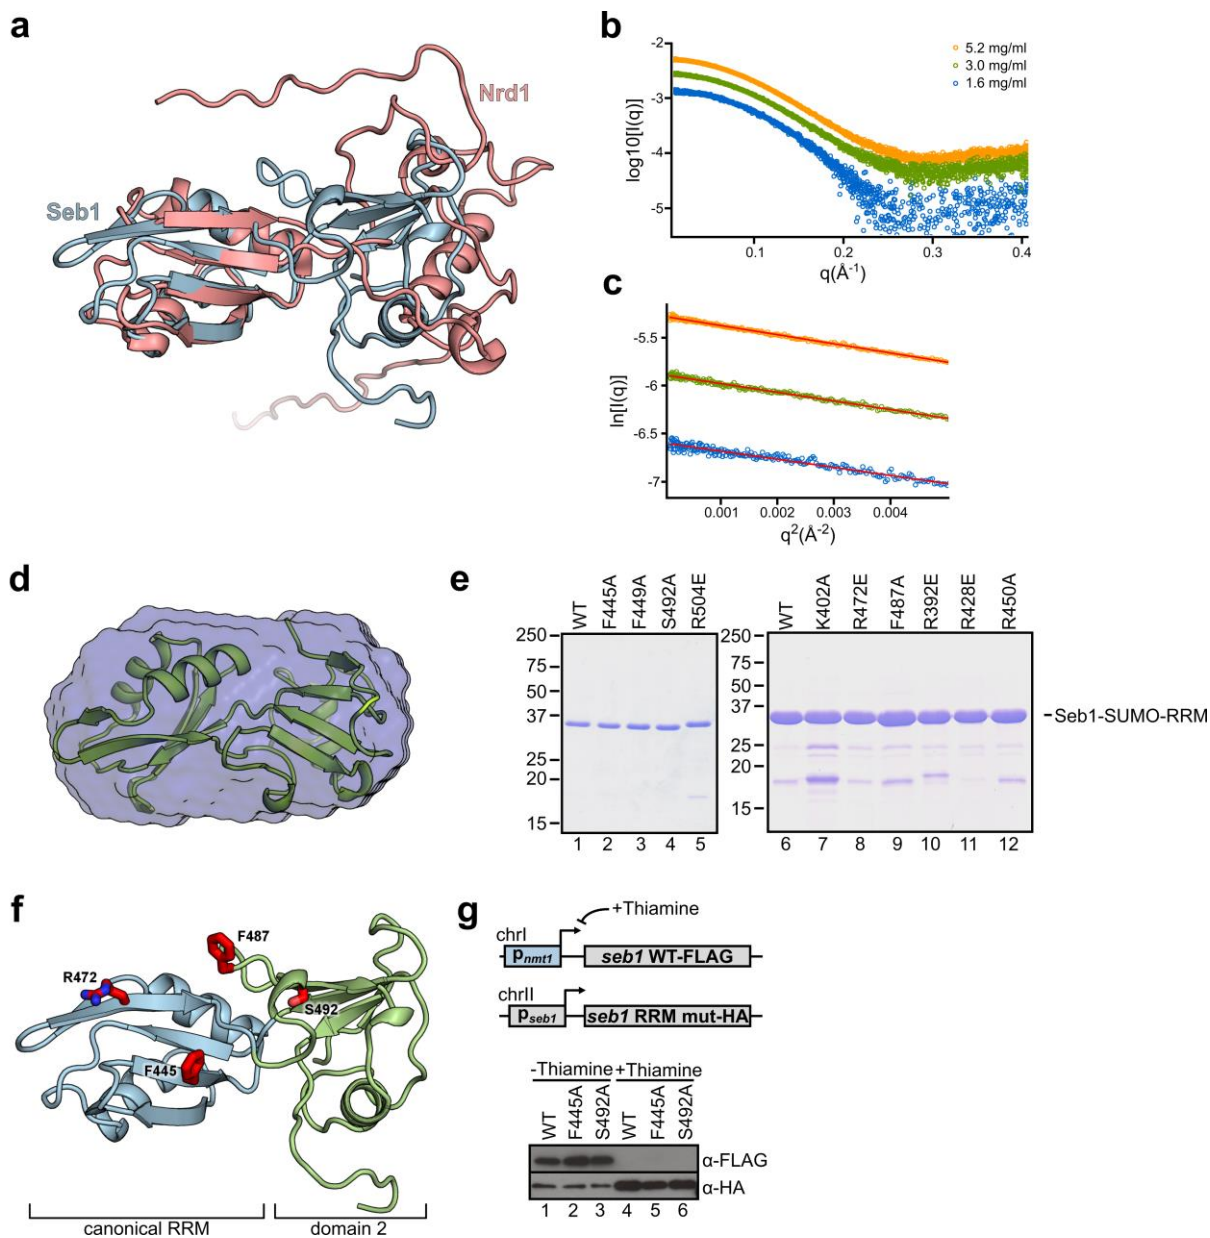 a
Nrd1
Seb1
b
-2
-3
-4
-5
log10[I(q)]
5.2 mg/ml
3.0 mg/ml
1.6 mg/ml
0.1 0.2 0.3 0.4
q(Å-1)
c
-5.5
-6
-6.5
-7
ln[I(q)]
0.001 0.002 0.003 0.004
q2(Å-2)
d
e
WT F445A F449A S492A R504E
250
75
50
37
25
20
15
1 2 3 4 5
WT K402A R472E F487A R392E R428E R450A
250
75
50
37
25
20
15
6 7 8 9 10 11 12
-Seb1-SUMO-RRM
f
F487
R472
S492
F445
canonical RRM domain 2
g
+Thiamine
chrI
pnmt1 seb1 WT-FLAG
chrII
pseb1 seb1 RRM mut-HA
-Thiamine +Thiamine
WT F445A S492A WT F445A S492A
α-FLAG
α-HA
1 2 3 4 5 6